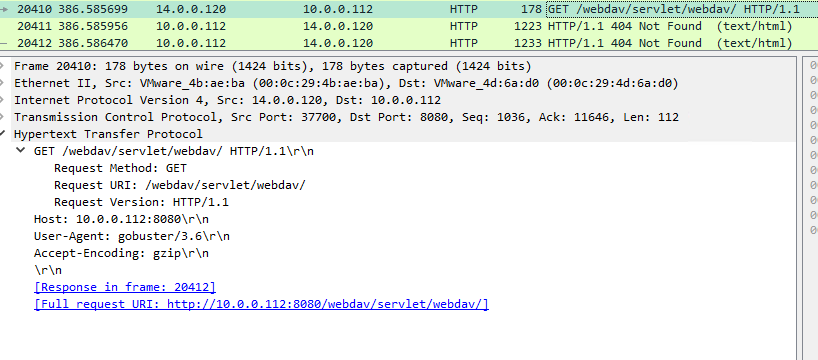 20410 386.585699 14.0.0.120 10.0.0.112 HTTP 178 GET /webdav/servlet/webdav/ HTTP/1.1
20411 386.585956 10.0.0.112 14.0.0.120 HTTP 1223 HTTP/1.1 404 Not Found (text/html)
20412 386.586470 10.0.0.112 14.0.0.120 HTTP 1233 HTTP/1.1 404 Not Found (text/html)
Frame 20410: 178 bytes on wire (1424 bits), 178 bytes captured (1424 bits)
Ethernet II, Src: VMware_4b:ae:ba (00:0c:29:4b:ae:ba), Dst: VMware_4d:6a:d0 (00:0c:29:4d:6a:d0)
Internet Protocol Version 4, Src: 14.0.0.120, Dst: 10.0.0.112
Transmission Control Protocol, Src Port: 37700, Dst Port: 8080, Seq: 1036, Ack: 11646, Len: 112
Hypertext Transfer Protocol
GET /webdav/servlet/webdav/ HTTP/1.1\r\n
Request Method: GET
Request URI: /webdav/servlet/webdav/
Request Version: HTTP/1.1
Host: 10.0.0.112:8080\r\n
User-Agent: gobuster/3.6\r\n
Accept-Encoding: gzip\r\n
\r\n
[Response in frame: 20412]
[Full request URI: http://10.0.0.112:8080/webdav/servlet/webdav/]